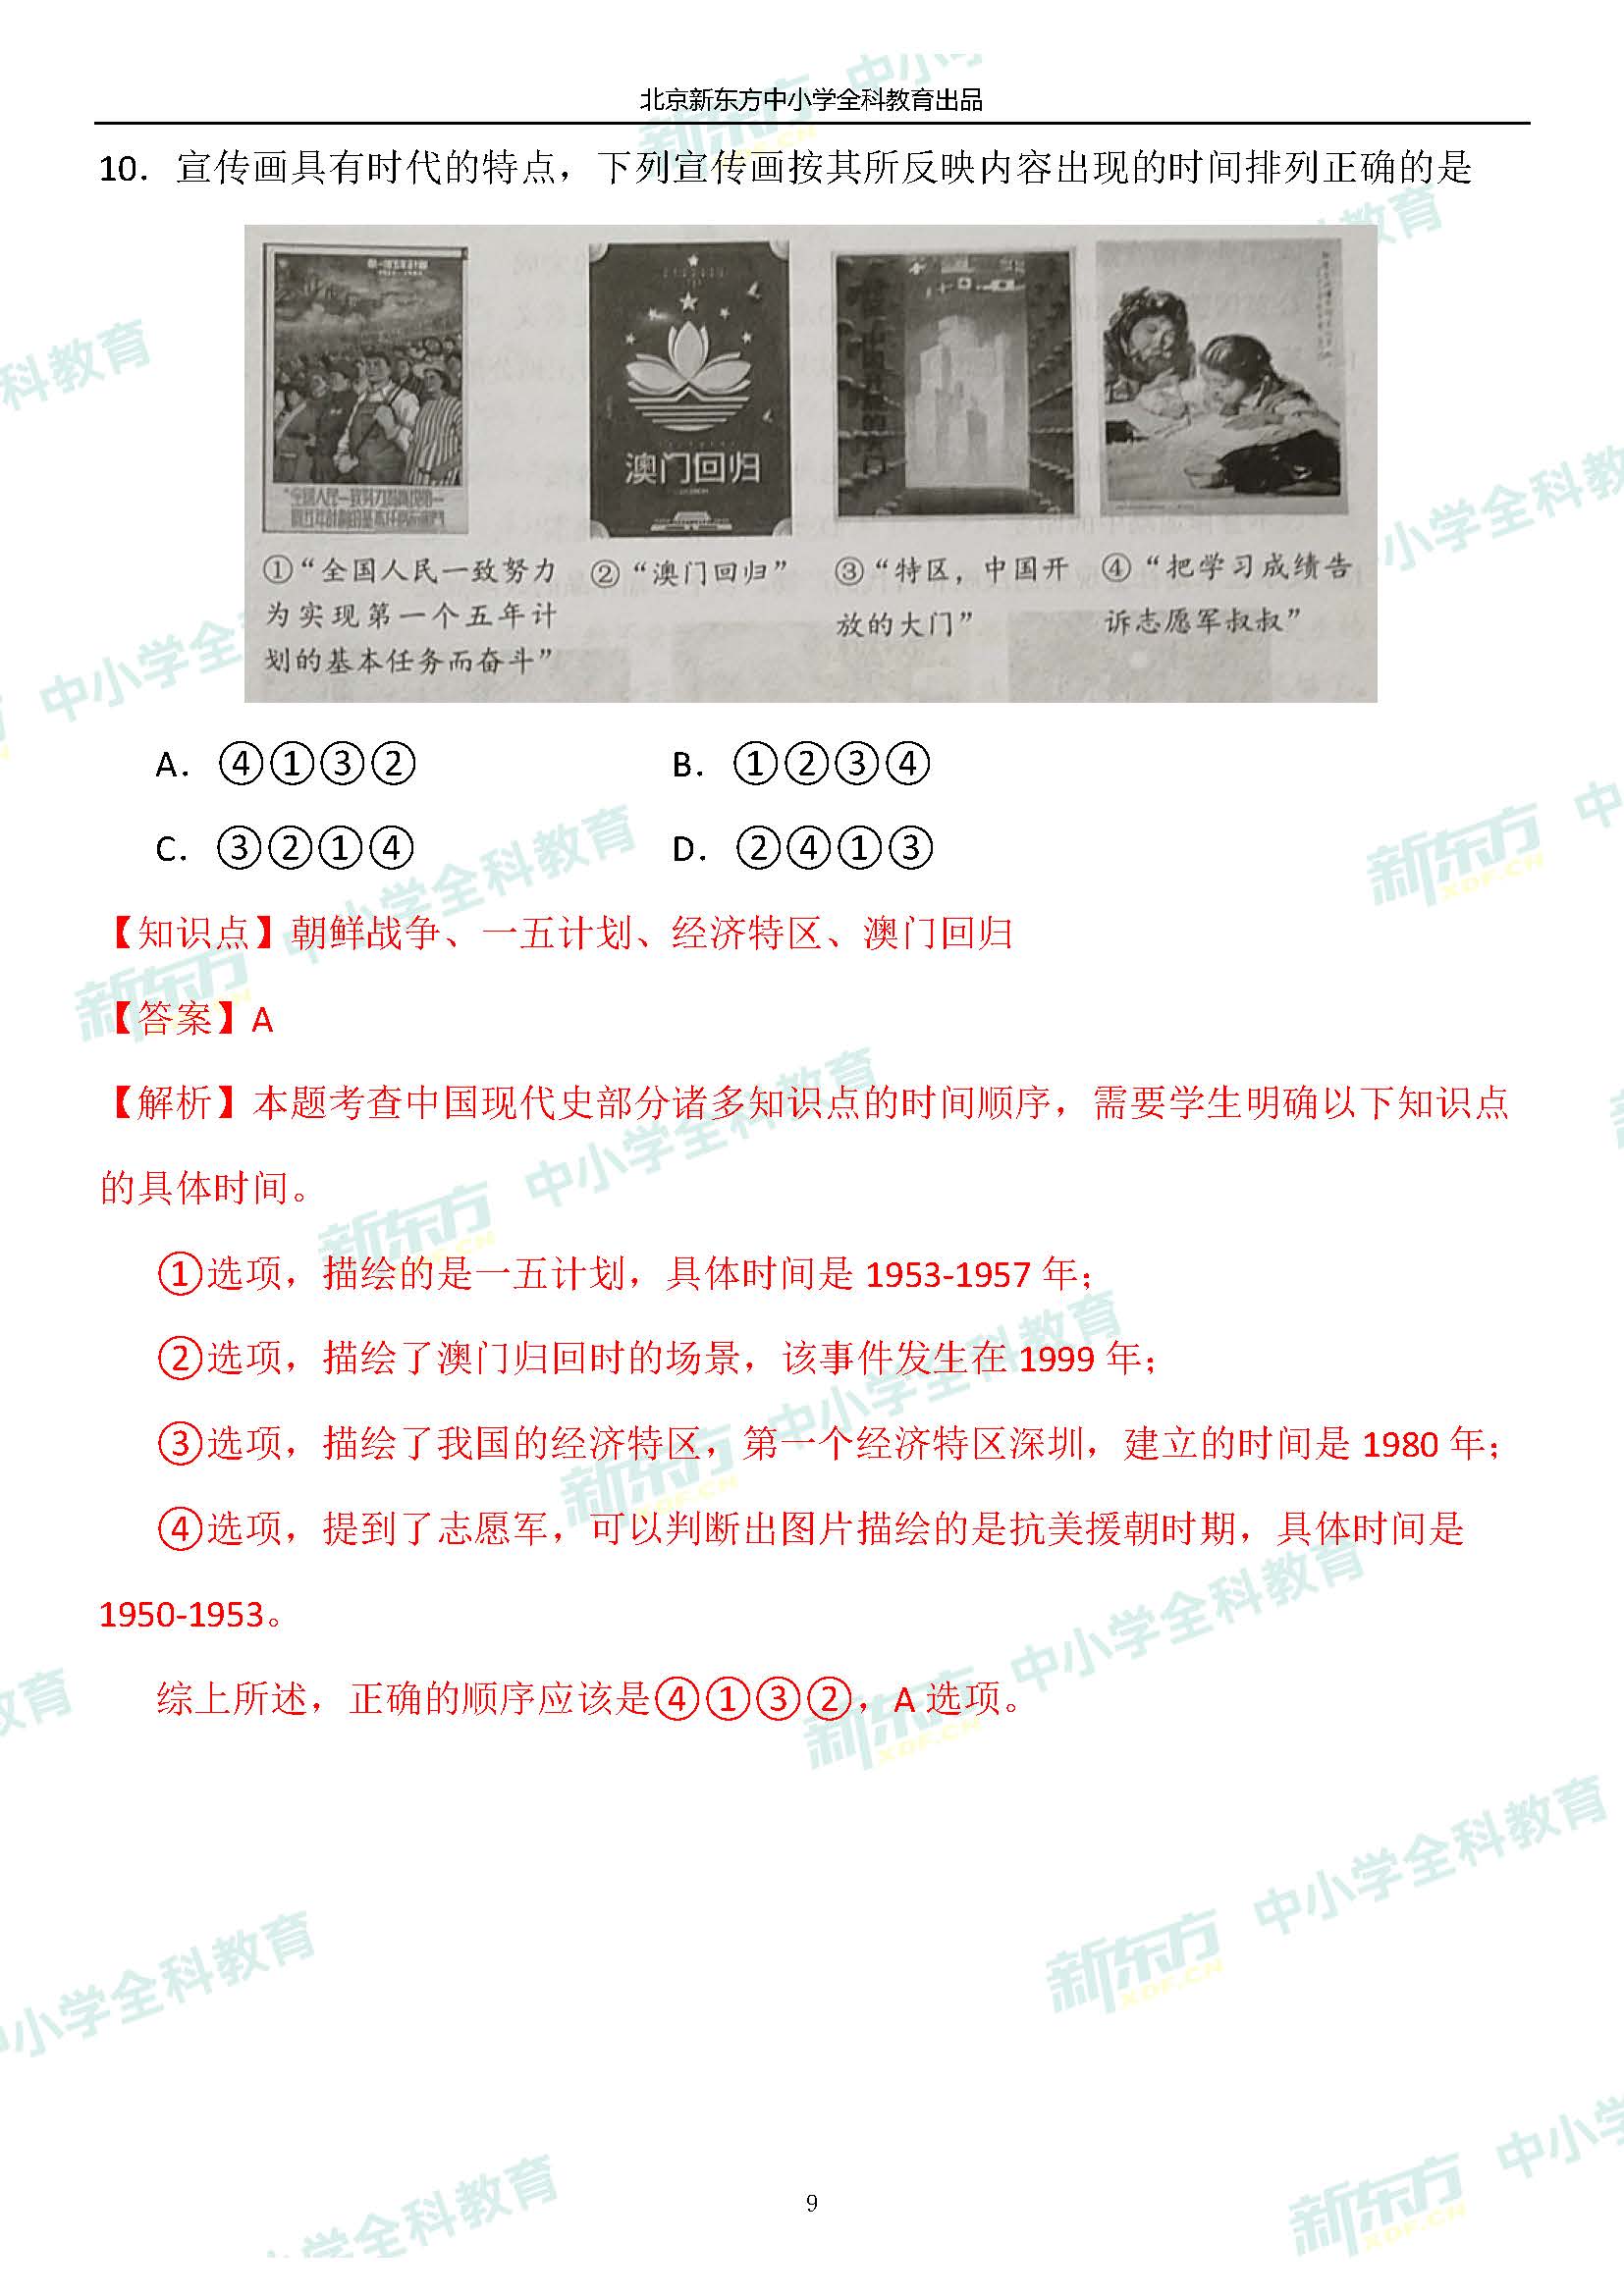 北京新东方中小学全科教育出品
10．宣传画具有时代的特点，下列宣传画按其所反映内容出现的时间排列正确的是
澳门回归
①“全国人民一致努力为实现第一个五年计划的基本任务而奋斗”
②“澳门回归”
③“特区，中国开放的大门”
④“把学习成绩告诉志愿军叔叔”
A．④①③②
B．①②③④
C．③②①④
D．②④①③
【知识点】朝鲜战争、一五计划、经济特区、澳门回归
【答案】A
【解析】本题考查中国现代史部分诸多知识点的时间顺序，需要学生明确以下知识点
的具体时间。
①选项，描绘的是一五计划，具体时间是 1953-1957 年；
②选项，描绘了澳门归回时的场景，该事件发生在 1999 年；
③选项，描绘了我国的经济特区，第一个经济特区深圳，建立的时间是 1980 年；
④选项，提到了志愿军，可以判断出图片描绘的是抗美援朝时期，具体时间是
1950-1953。
综上所述，正确的顺序应该是④①③②，A 选项。
9
新东方 XDF.CN 中小学全科教育